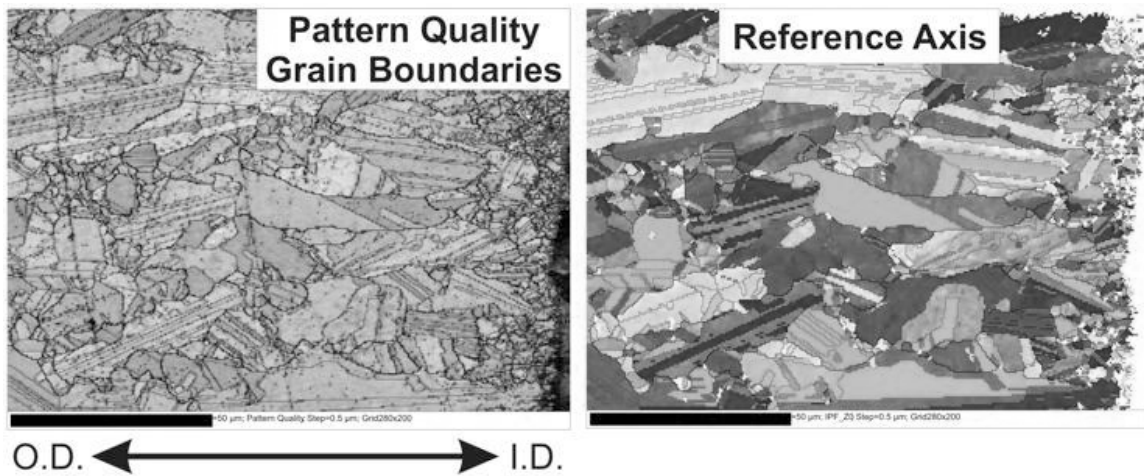 Pattern Quality
Grain Boundaries
Reference Axis
=50 µm; Pattern Quality Step=0.5 µm; Grid280x200
=50 µm; IPF_Z0 Step=0.5 µm; Grid280x200
O.D.
I.D.